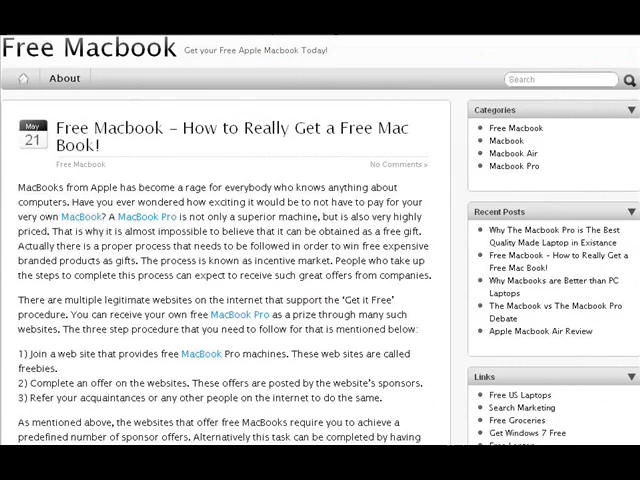 Free Macbook
Get your Free Apple Macbook Today!
About
Search
May
21
Free Macbook – How to Really Get a Free Mac
Book!
Free Macbook
No Comments »
MacBooks from Apple has become a rage for everybody who knows anything about
computers. Have you ever wondered how exciting it would be to not have to pay for your
very own MacBook? A MacBook Pro is not only a superior machine, but is also very highly
priced. That is why it is almost impossible to believe that it can be obtained as a free gift.
Actually there is a proper process that needs to be followed in order to win free expensive
branded products as gifts. The process is known as incentive market. People who take up
the steps to complete this process can expect to receive such great offers from companies.
There are multiple legitimate websites on the internet that support the ‘Get it Free’
procedure. You can receive your own free MacBook Pro as a prize through many such
websites. The three step procedure that you need to follow for that is mentioned below:
1) Join a web site that provides free MacBook Pro machines. These web sites are called
freebies.
2) Complete an offer on the websites. These offers are posted by the website’s sponsors.
3) Refer your acquaintances or any other people on the internet to do the same.
As mentioned above, the websites that offer free MacBooks require you to achieve a
predefined number of sponsor offers. Alternatively this task can be completed by having
Categories
Free Macbook
Macbook
Macbook Air
Macbook Pro
Recent Posts
Why The Macbook Pro is The Best
Quality Made Laptop in Existance
Free Macbook – How to Really Get a
Free Mac Book!
Why Macbooks are Better than PC
Laptops
The Macbook vs The Macbook Pro
Debate
Apple Macbook Air Review
Links
Free US Laptops
Search Marketing
Free Groceries
Get Windows 7 Free
Free Laptop